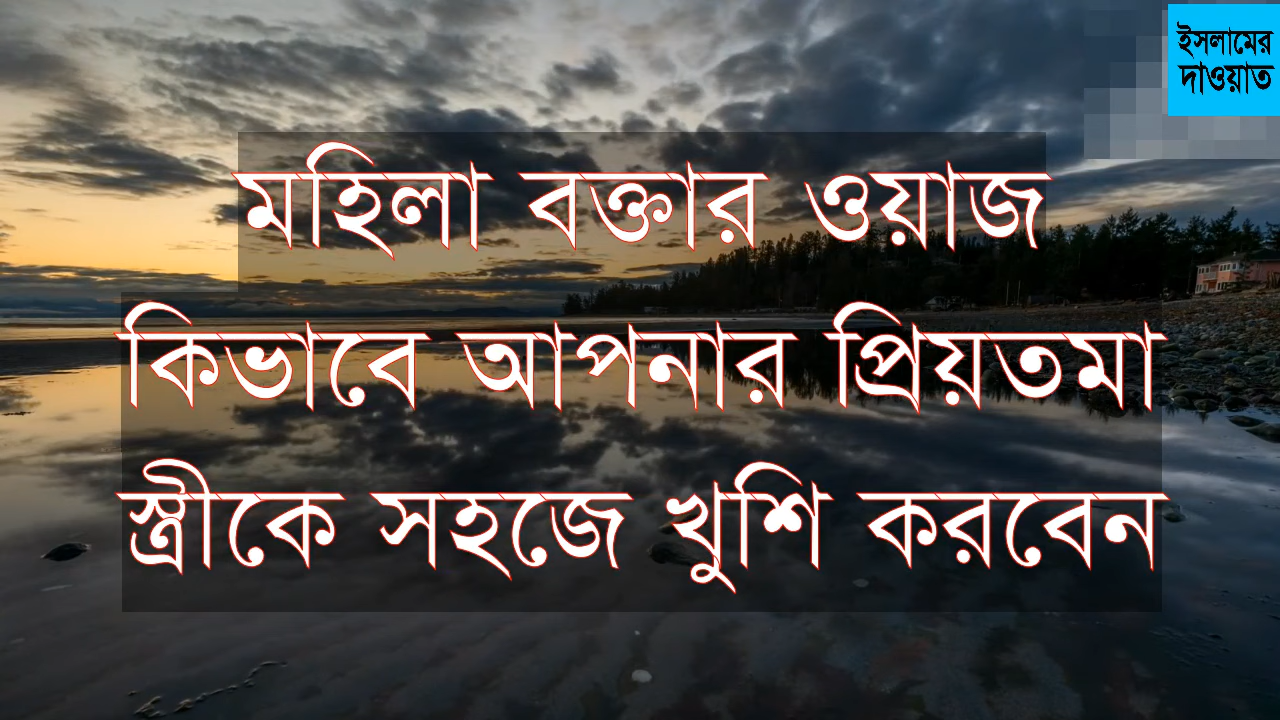 ইসলামের
দাওয়াত
মহিলা বক্তার ওয়াজ
কিভাবে আপনার প্রিয়তমা
স্ত্রীকে সহজে খুশি করবেন